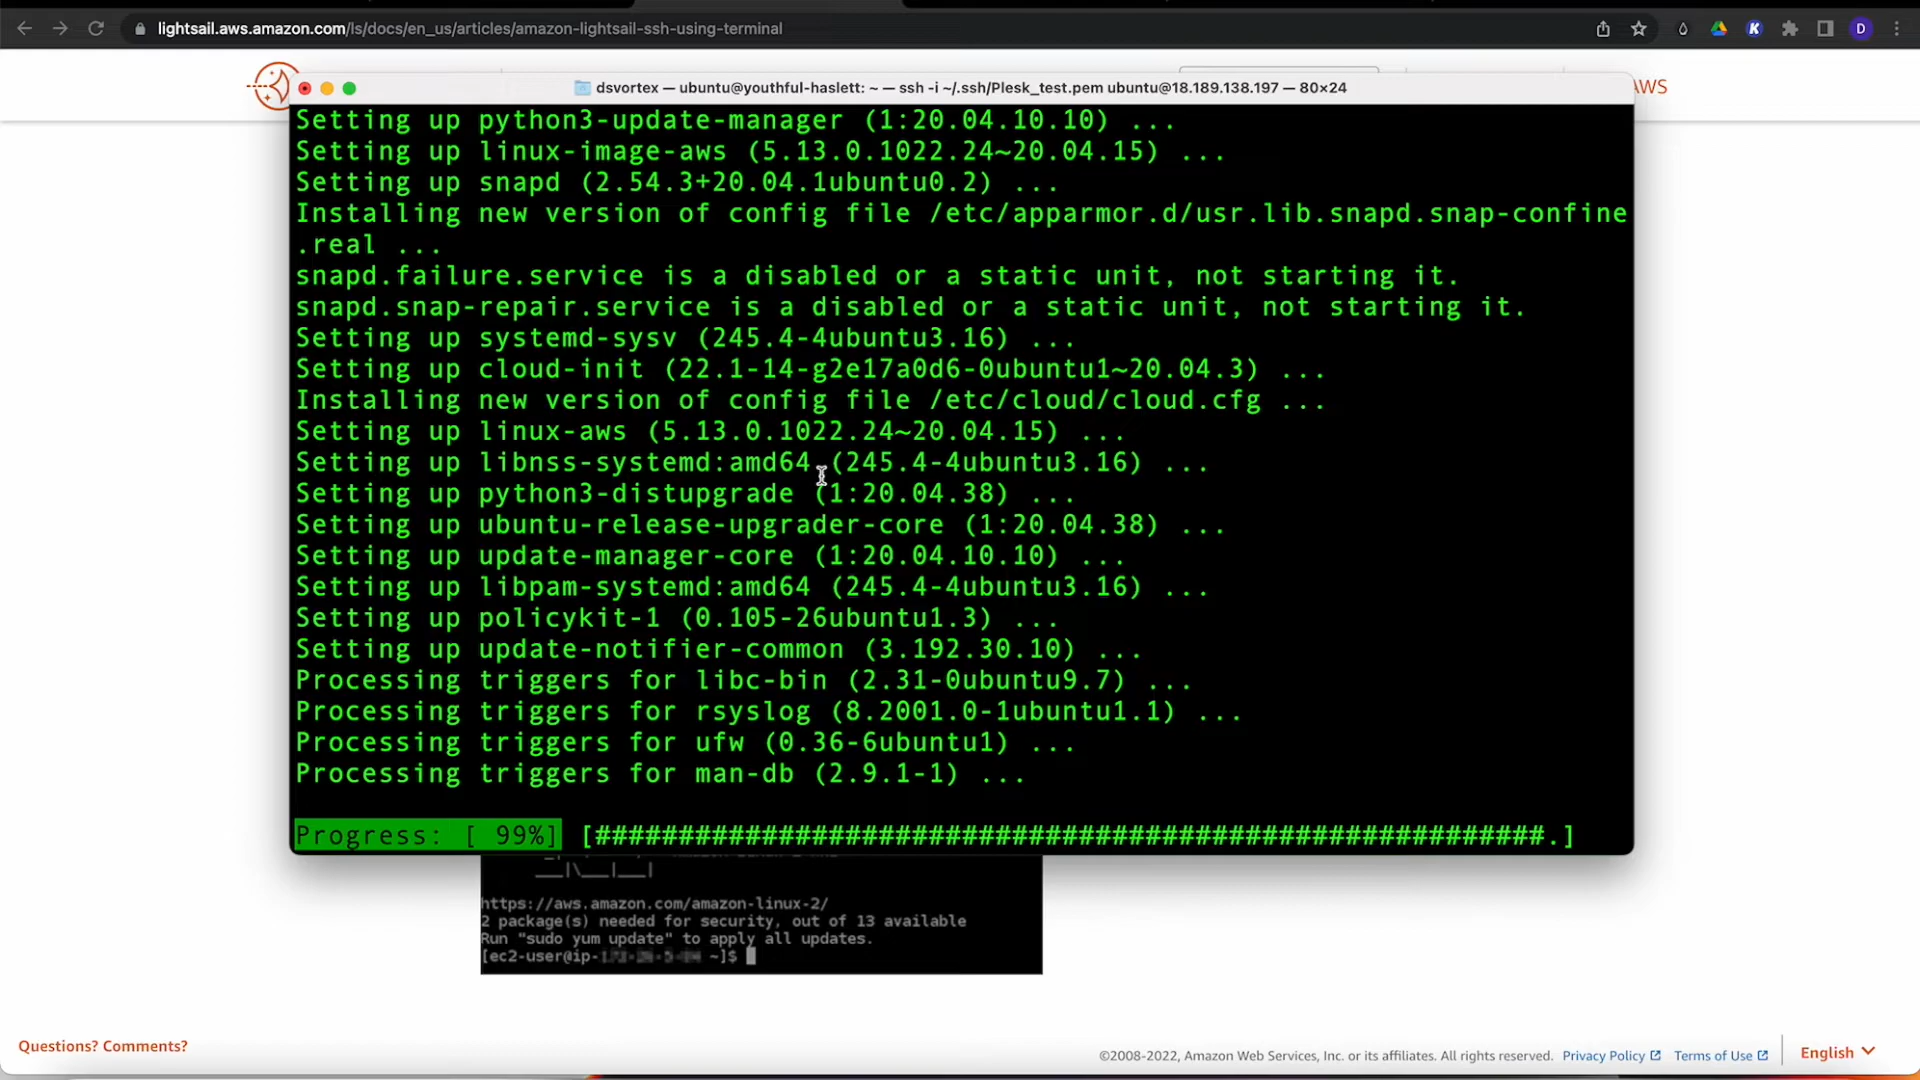 lightsail.aws.amazon.com/ls/docs/en_us/articles/amazon-lightsail-ssh-using-terminal
K
D
AWS
dsvortex — ubuntu@youthful-haslett: ~ — ssh -i ~/.ssh/Plesk_test.pem ubuntu@18.189.138.197 — 80×24
Setting up python3-update-manager (1:20.04.10.10) ...
Setting up linux-image-aws (5.13.0.1022.24~20.04.15) ...
Setting up snapd (2.54.3+20.04.1ubuntu0.2) ...
Installing new version of config file /etc/apparmor.d/usr.lib.snapd.snap-confine
.real ...
snapd.failure.service is a disabled or a static unit, not starting it.
snapd.snap-repair.service is a disabled or a static unit, not starting it.
Setting up systemd-sysv (245.4-4ubuntu3.16) ...
Setting up cloud-init (22.1-14-g2e17a0d6-0ubuntu1~20.04.3) ...
Installing new version of config file /etc/cloud/cloud.cfg ...
Setting up linux-aws (5.13.0.1022.24~20.04.15) ...
Setting up libnss-systemd:amd64 (245.4-4ubuntu3.16) ...
Setting up python3-distupgrade (1:20.04.38) ...
Setting up ubuntu-release-upgrader-core (1:20.04.38) ...
Setting up update-manager-core (1:20.04.10.10) ...
Setting up libpam-systemd:amd64 (245.4-4ubuntu3.16) ...
Setting up policykit-1 (0.105-26ubuntu1.3) ...
Setting up update-notifier-common (3.192.30.10) ...
Processing triggers for libc-bin (2.31-0ubuntu9.7) ...
Processing triggers for rsyslog (8.2001.0-1ubuntu1.1) ...
Processing triggers for ufw (0.36-6ubuntu1) ...
Processing triggers for man-db (2.9.1-1) ...
Progress: [ 99%] [#########################################################.]
https://aws.amazon.com/amazon-linux-2/
2 package(s) needed for security, out of 13 available
Run "sudo yum update" to apply all updates.
[ec2-user@ip- ~]$
Questions? Comments?
©2008-2022, Amazon Web Services, Inc. or its affiliates. All rights reserved. Privacy Policy Terms of Use English